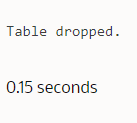 Table dropped.
0.15 seconds